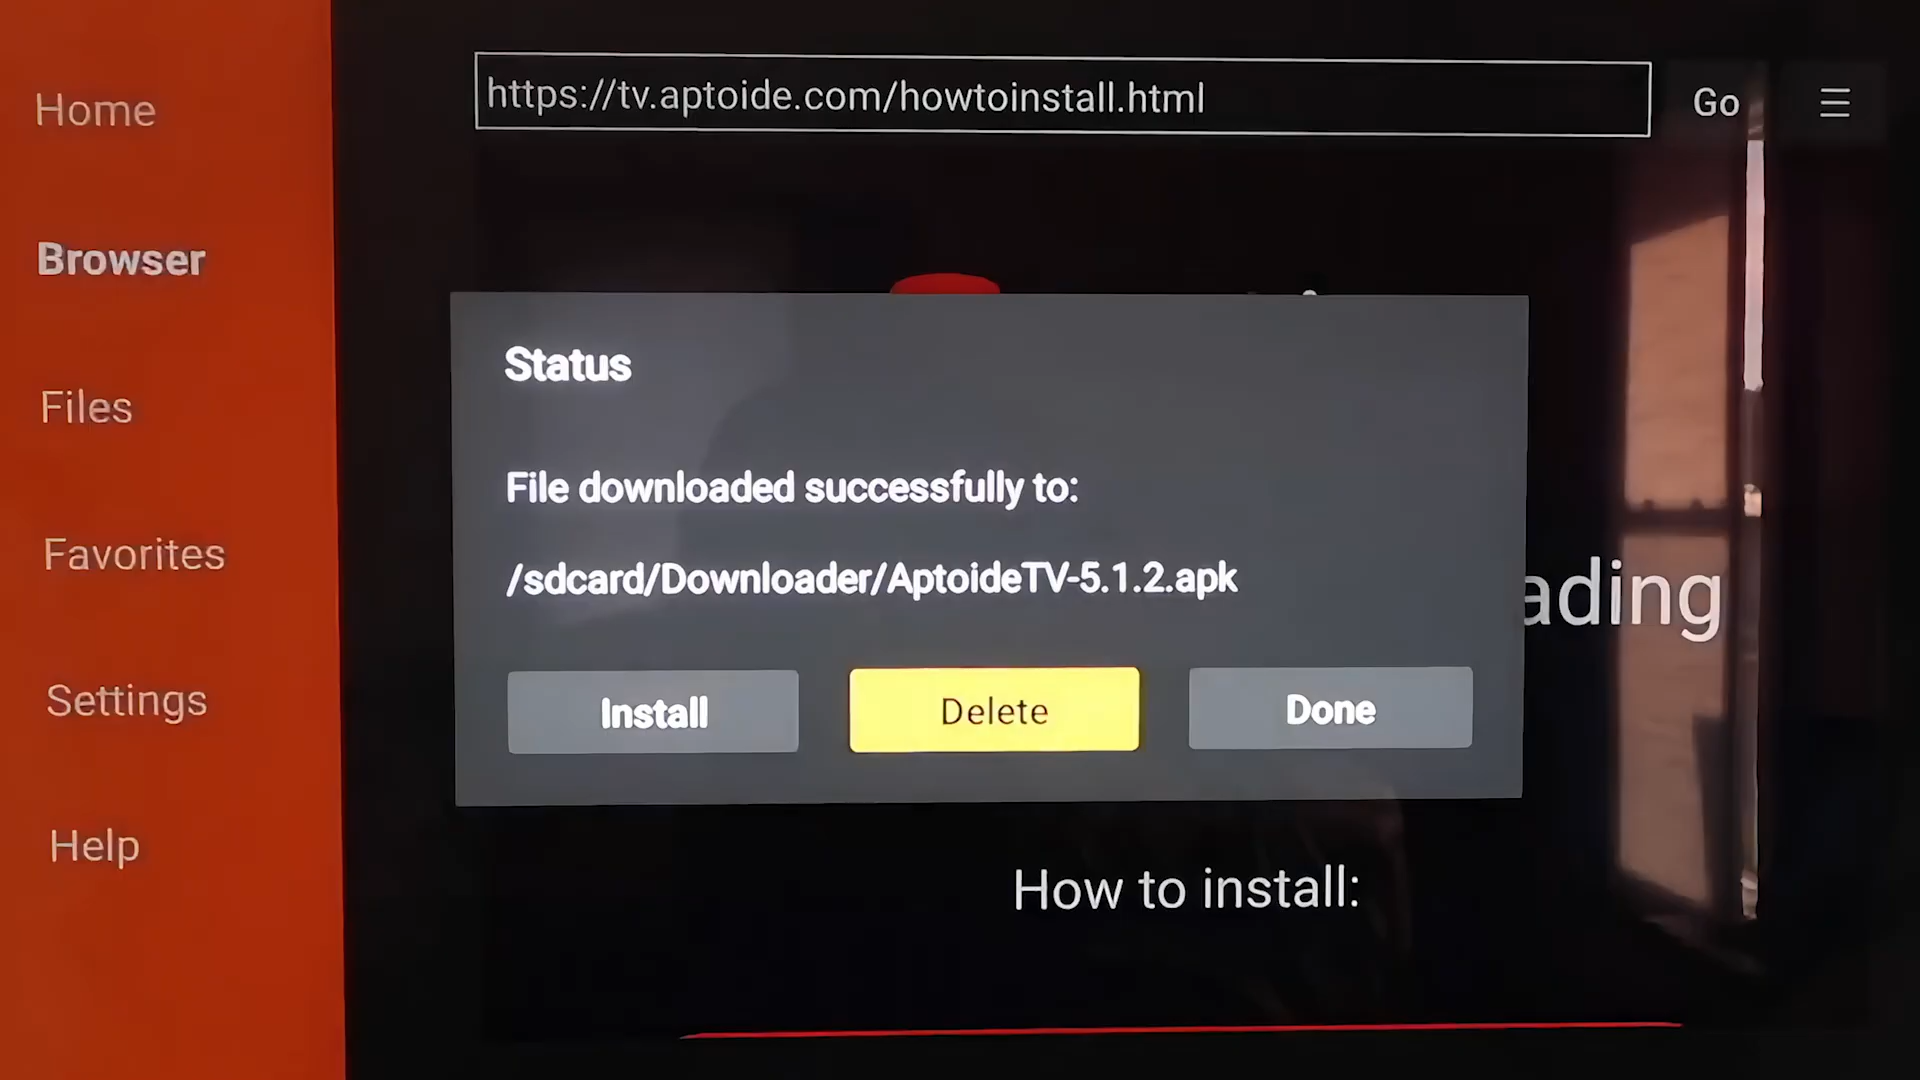 Home
Browser
Files
Favorites
Settings
Help
https://tv.aptoide.com/howtoinstall.html
Go
Status
File downloaded successfully to:
/sdcard/Downloader/AptoideTV-5.1.2.apk
Install
Delete
Done
ading
How to install: